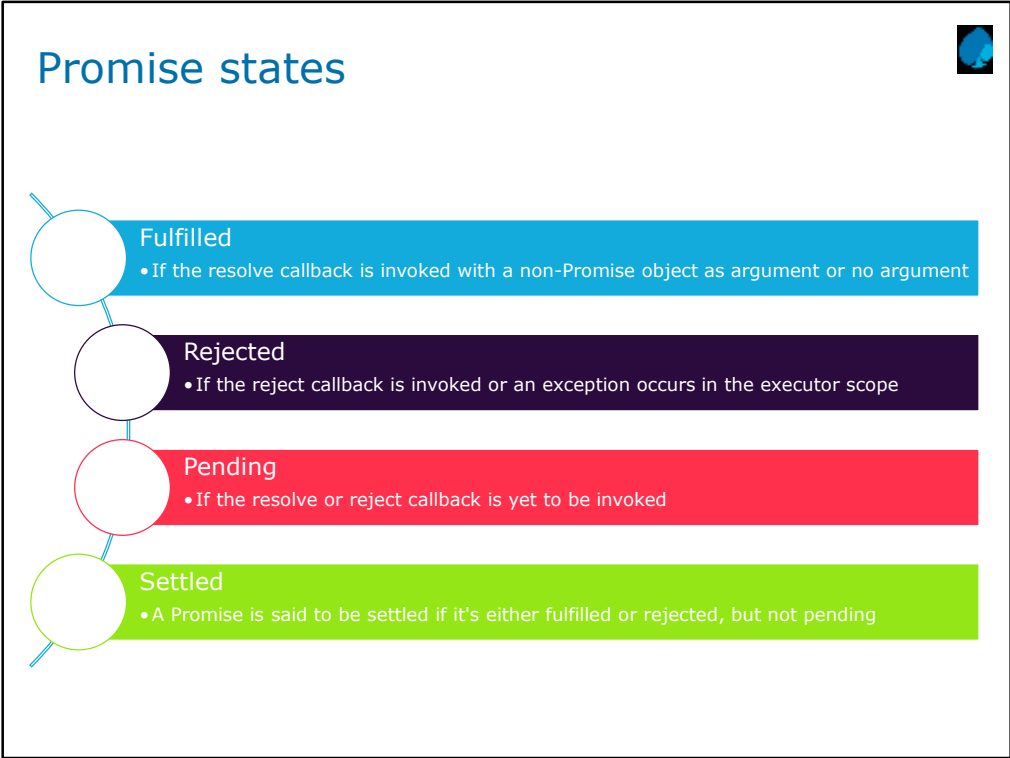 Promise states
Fulfilled
•If the resolve callback is invoked with a non-Promise object as argument or no argument
Rejected
•If the reject callback is invoked or an exception occurs in the executor scope
Pending
•If the resolve or reject callback is yet to be invoked
Settled
•A Promise is said to be settled if it's either fulfilled or rejected, but not pending